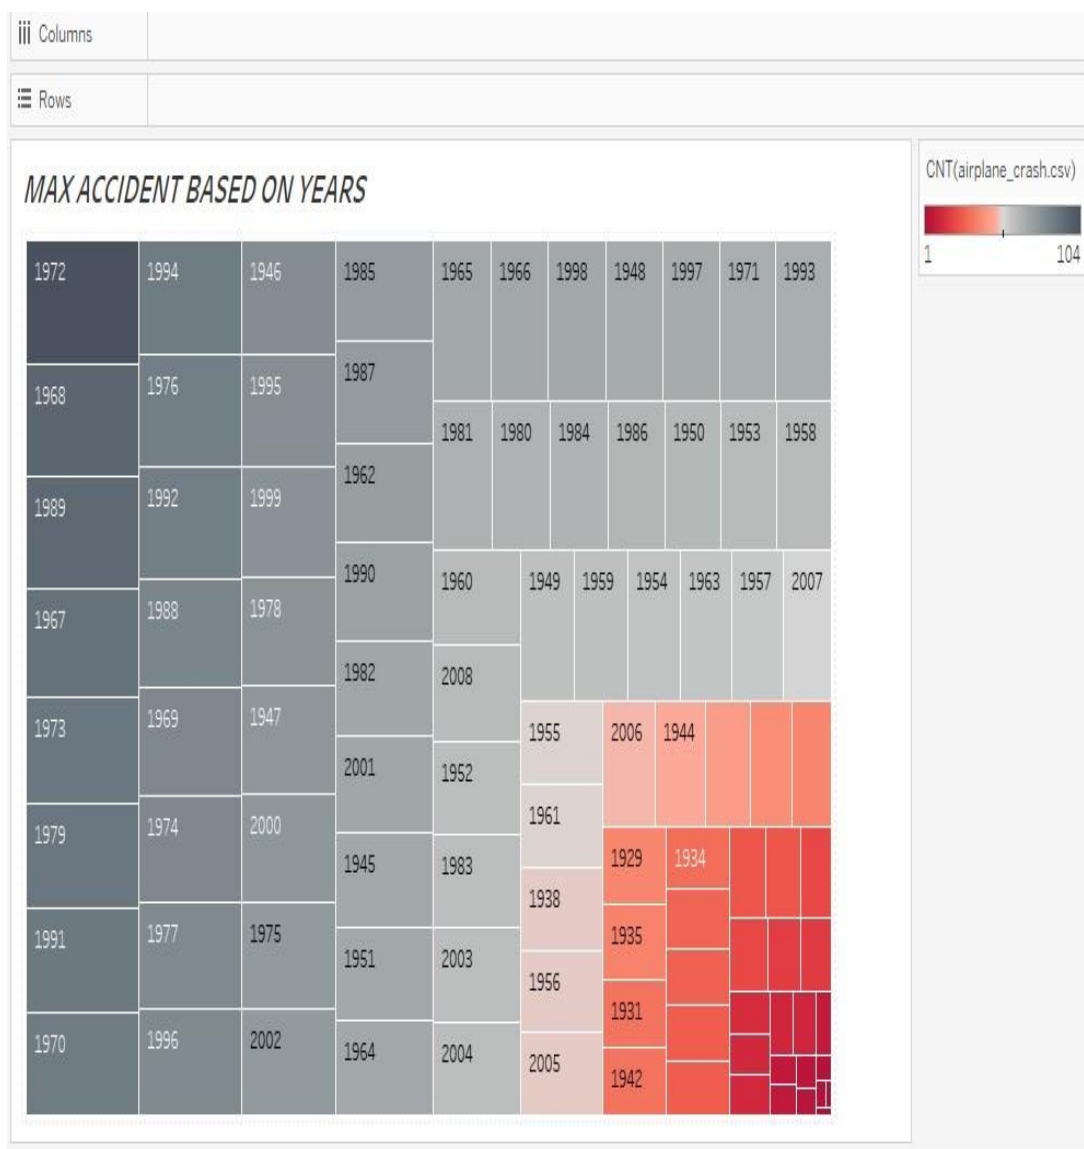 Columns
Rows
MAX ACCIDENT BASED ON YEARS
CNT(airplane_crash.csv)
1 104
1972 1994 1946 1985 1965 1966 1998 1948 1997 1971 1993
1968 1976 1995 1987 1981 1980 1984 1986 1950 1953 1958
1989 1992 1999 1962
1967 1988 1978 1990 1960 1949 1959 1954 1963 1957 2007
1973 1969 1947 1982 2008 1955 2006 1944
1979 1974 2000 2001 1952 1961
1991 1977 1975 1945 1983 1938 1929 1934
1970 1996 2002 1951 2003 1956 1935
1964 2004 2005 1931
1942